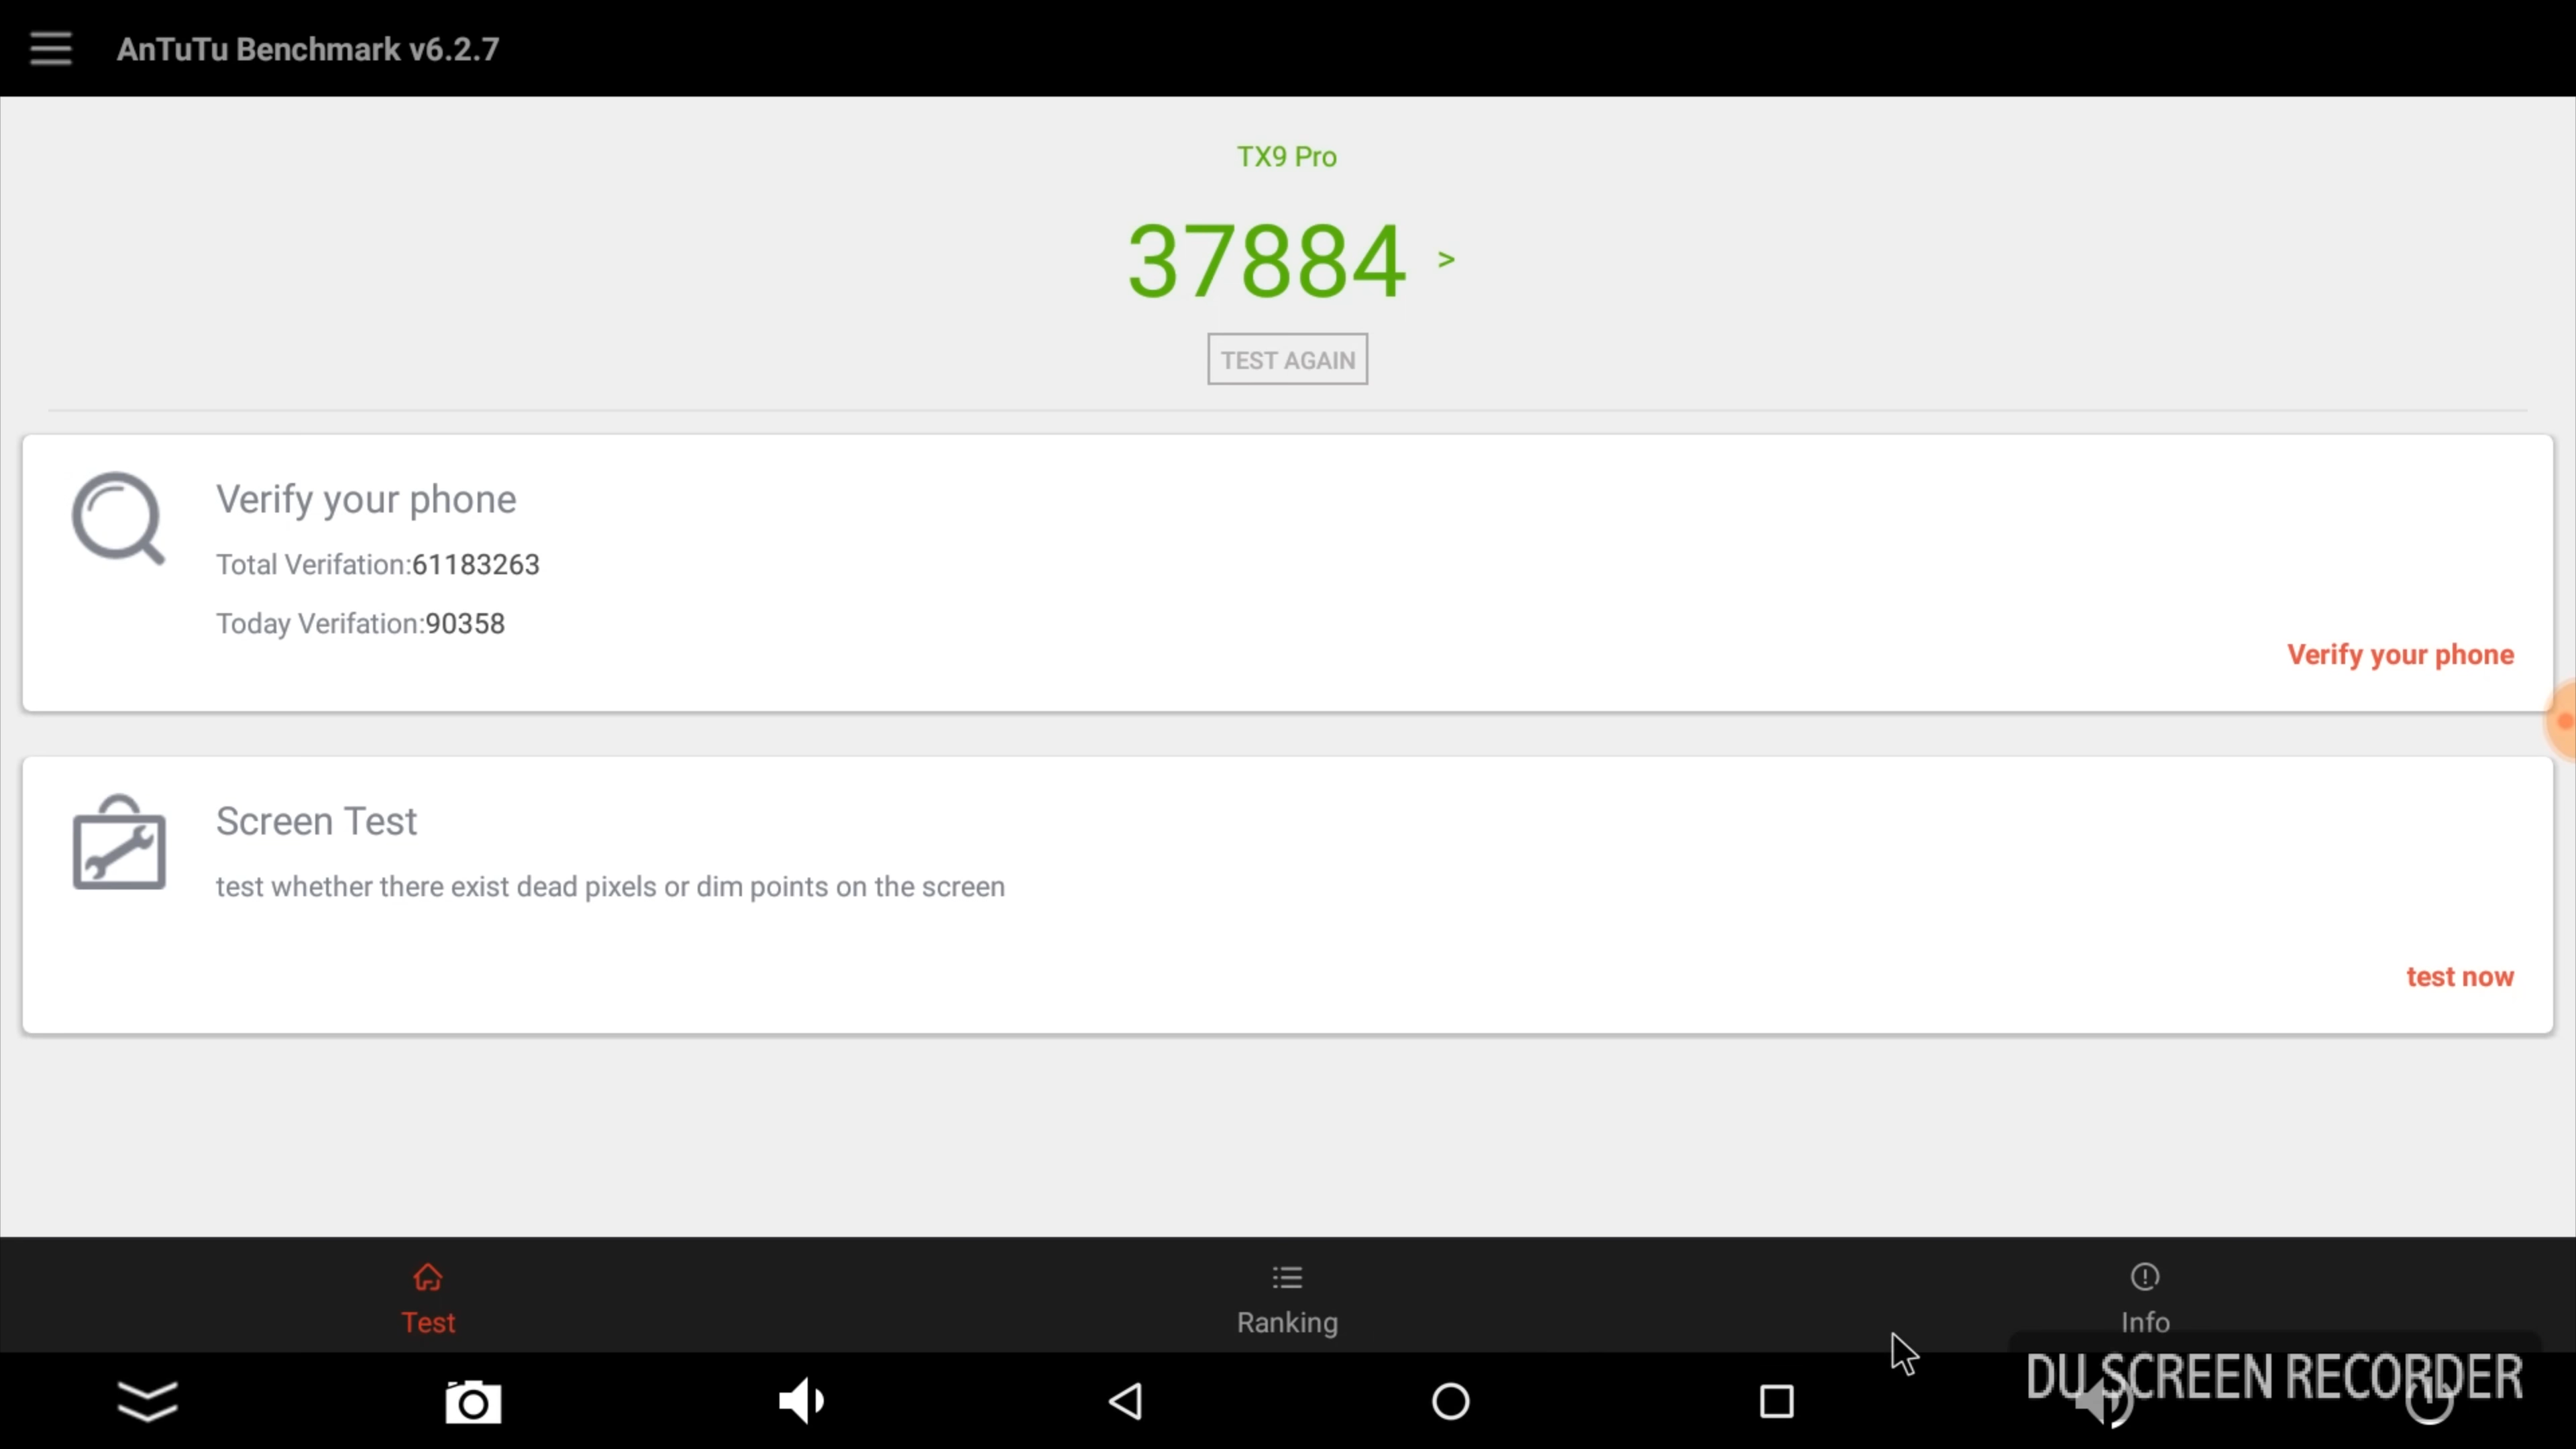 AnTuTu Benchmark v6.2.7
TX9 Pro
37884 >
TEST AGAIN
Verify your phone
Total Verifation:61183263
Today Verifation:90358
Verify your phone
Screen Test
test whether there exist dead pixels or dim points on the screen
test now
Test
Ranking
Info
DU SCREEN RECORDER